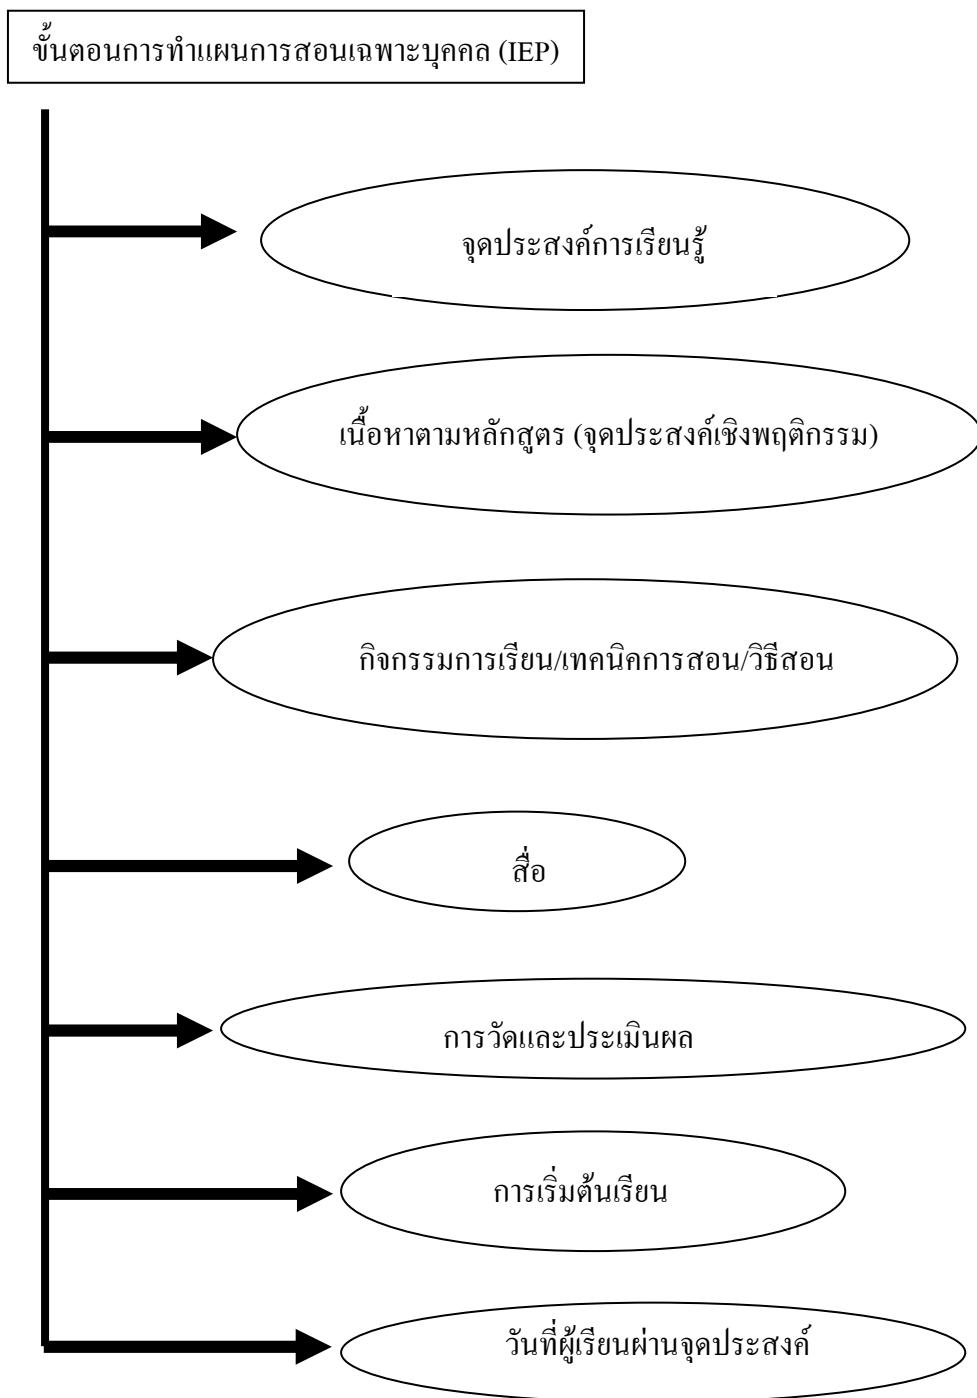 ขั้นตอนการทำแผนการสอนเฉพาะบุคคล (IEP)
จุดประสงค์การเรียนรู้
เนื้อหาตามหลักสูตร (จุดประสงค์เชิงพฤติกรรม)
กิจกรรมการเรียน/เทคนิคการสอน/วิธีสอน
สื่อ
การวัดและประเมินผล
การเริ่มต้นเรียน
วันที่ผู้เรียนผ่านจุดประสงค์